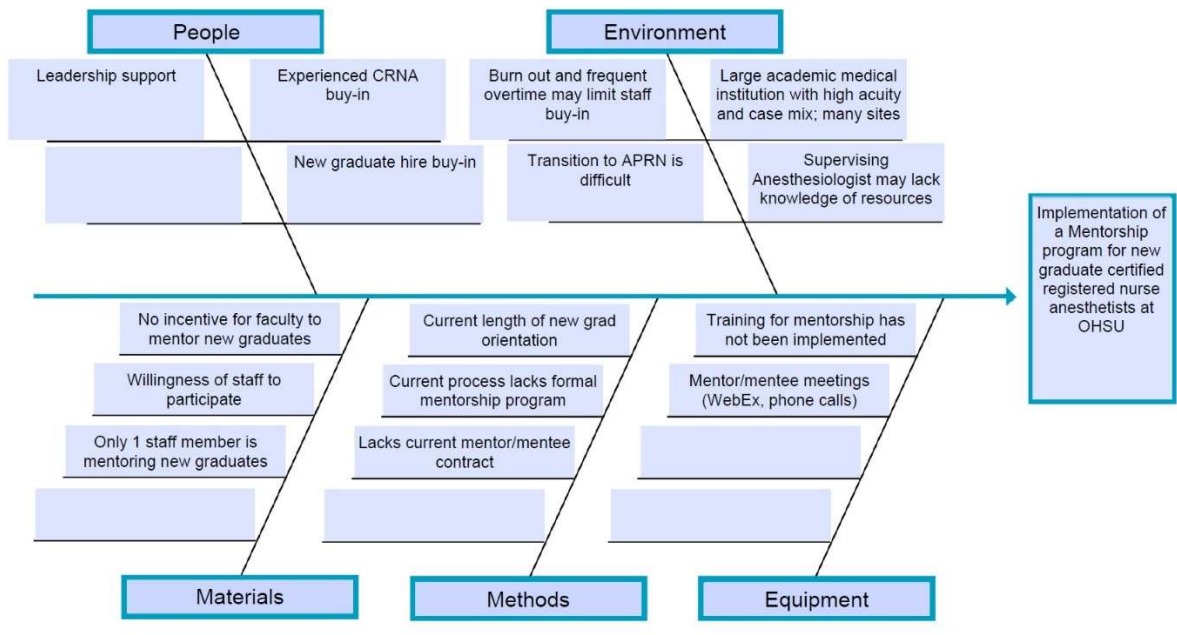 People
Environment
Leadership support
Experienced CRNA
buy-in
Burn out and frequent
overtime may limit staff
buy-in
Large academic medical
institution with high acuity
and case mix; many sites
New graduate hire buy-in
Transition to APRN is
difficult
Supervising
Anesthesiologist may lack
knowledge of resources
Implementation of
a Mentorship
program for new
graduate certified
registered nurse
anesthetists at
OHSU
No incentive for faculty to
mentor new graduates
Current length of new grad
orientation
Training for mentorship has
not been implemented
Willingness of staff to
participate
Current process lacks formal
mentorship program
Mentor/mentee meetings
(WebEx, phone calls)
Only 1 staff member is
mentoring new graduates
Lacks current mentor/mentee
contract
Materials
Methods
Equipment